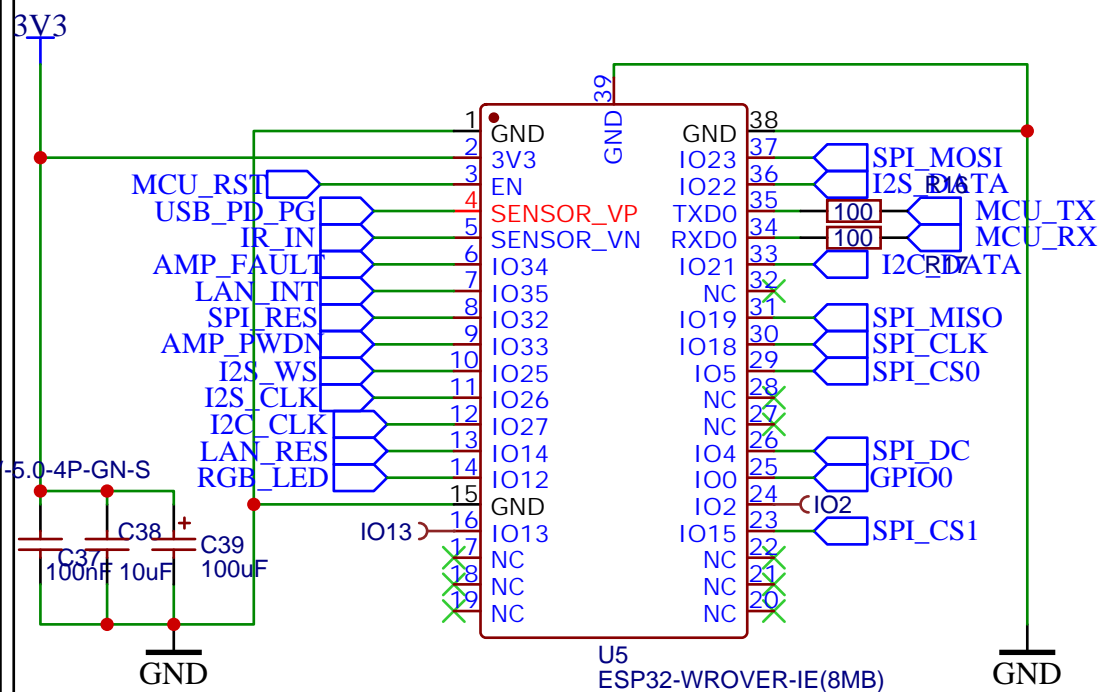 3V3
39
GND
1 GND GND 38
2 3V3 IO23 37 SPI_MOSI
MCU_RST 3 EN IO22 36 I2S_DATA
R16
USB_PD_PG 4 SENSOR_VP TXD0 35 100 MCU_TX
IR_IN 5 SENSOR_VN RXD0 34 100 MCU_RX
AMP_FAULT 6 IO34 IO21 33 I2C_DATA
R17
LAN_INT 7 IO35 NC 32
SPI_RES 8 IO32 IO19 31 SPI_MISO
AMP_PWDN 9 IO33 IO18 30 SPI_CLK
I2S_WS 10 IO25 IO5 29 SPI_CS0
I2S_CLK 11 IO26 NC 28
I2C_CLK 12 IO27 NC 27
LAN_RES 13 IO14 IO4 26 SPI_DC
-5.0-4P-GN-S
RGB_LED 14 IO12 IO0 25 GPIO0
15 GND IO2 24 IO2
IO13 16 IO13 IO15 23 SPI_CS1
17 NC NC 22
18 NC NC 21
19 NC NC 20
C37
100nF
C38
10uF
+
C39
100uF
GND
U5
ESP32-WROVER-IE(8MB)
GND